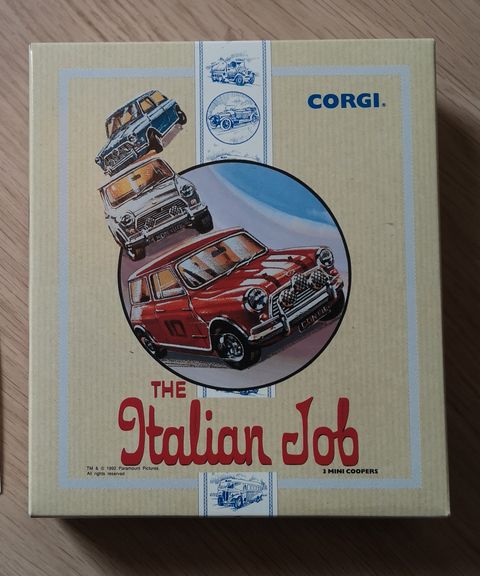 CORGI®
THE
Italian Job
3 MINI COOPERS
TM & © 1992 Paramount Pictures
All rights reserved